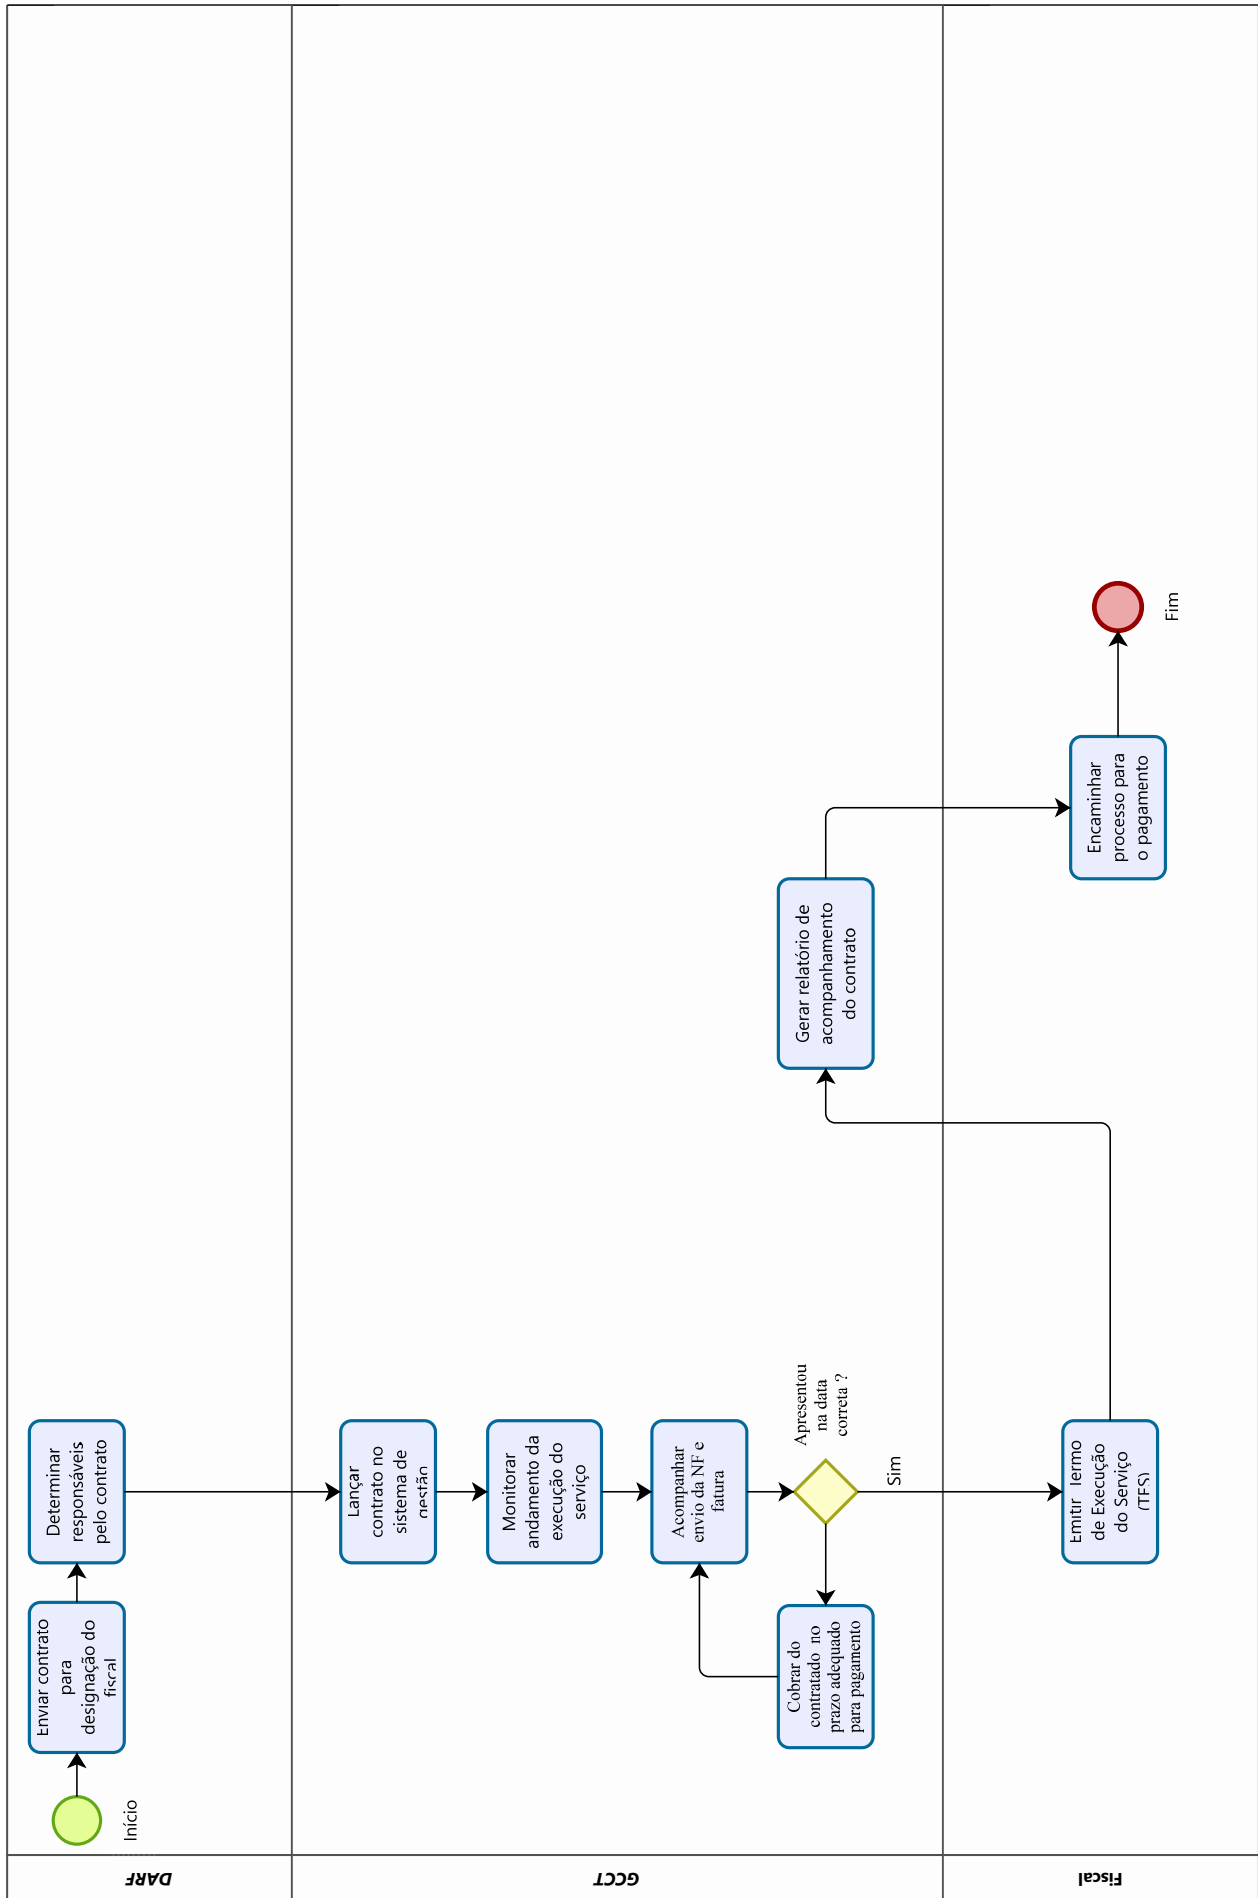 DARF
Início
Enviar contrato
para
designação do
fiscal
Determinar
responsáveis
pelo contrato
GCCT
Lançar
contrato no
sistema de
gestão
Monitorar
andamento da
execução do
serviço
Acompanhar
envio da NF e
fatura
Apresentou
na data
correta ?
Sim
Cobrar do
contratado no
prazo adequado
para pagamento
Gerar relatório de
acompanhamento
do contrato
Fiscal
Emitir Termo
de Execução
do Serviço
(TES)
Encaminhar
processo para
o pagamento
Fim